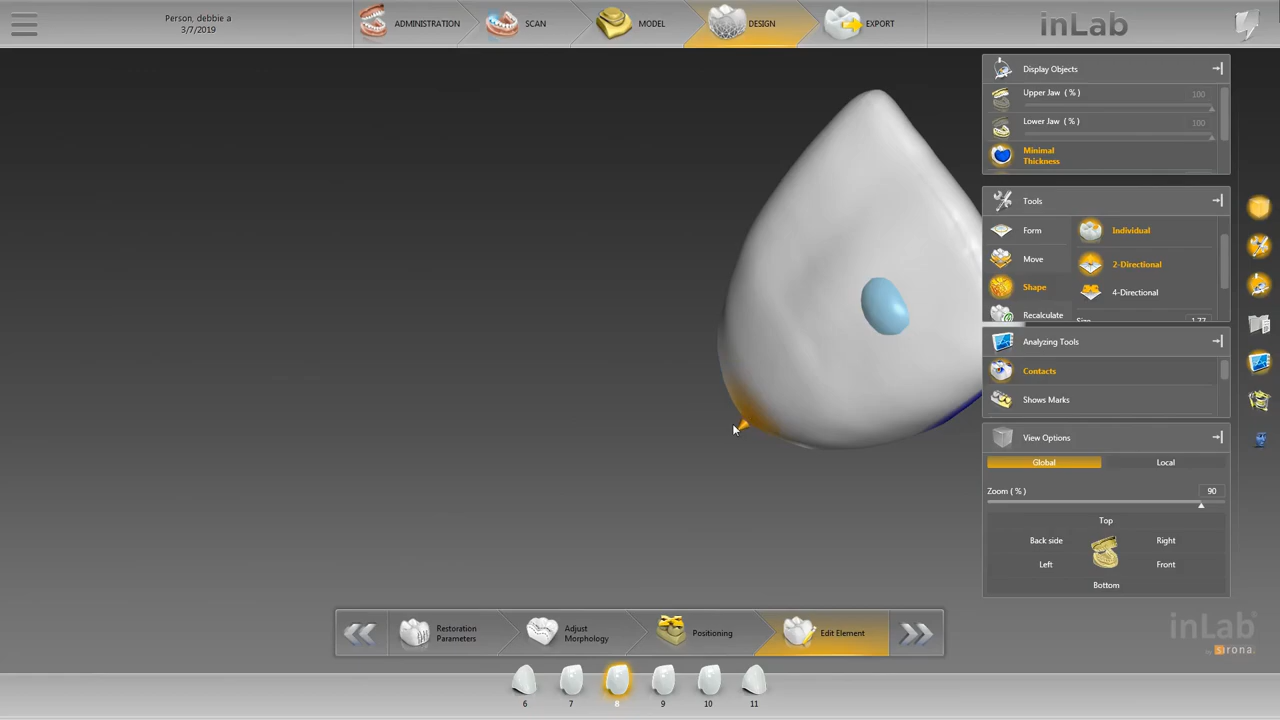 Person, debbie a
3/7/2019
ADMINISTRATION
SCAN
MODEL
DESIGN
EXPORT
inLab
Display Objects
Upper Jaw (%)
100
Lower Jaw (%)
100
Minimal
Thickness
Tools
Form
Individual
Move
2-Directional
Shape
4-Directional
Recalculate
Analyzing Tools
Contacts
Shows Marks
View Options
Global
Local
Zoom (%)
90
Top
Back side
Right
Left
Front
Bottom
Restoration
Parameters
Adjust
Morphology
Positioning
Edit Element
inLab
by sirona.
6
7
8
9
10
11